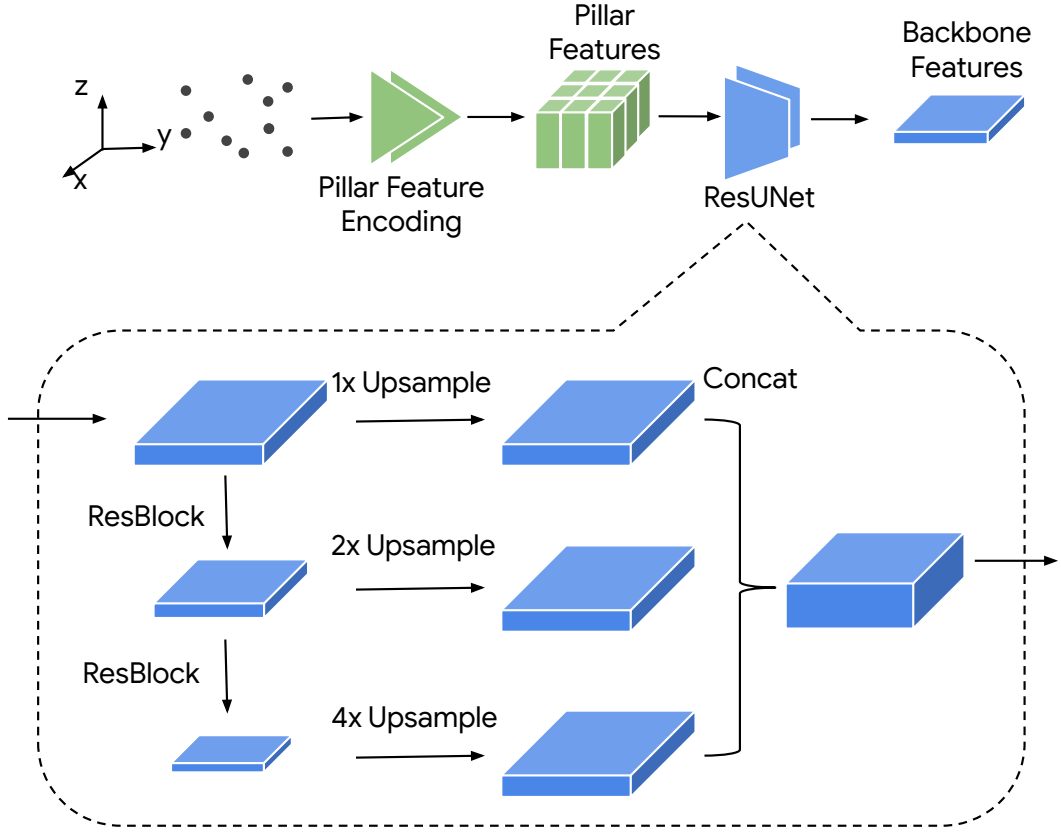 z
y
x
Pillar Feature
Encoding
Pillar
Features
ResUNet
Backbone
Features
1x Upsample
Concat
ResBlock
2x Upsample
ResBlock
4x Upsample